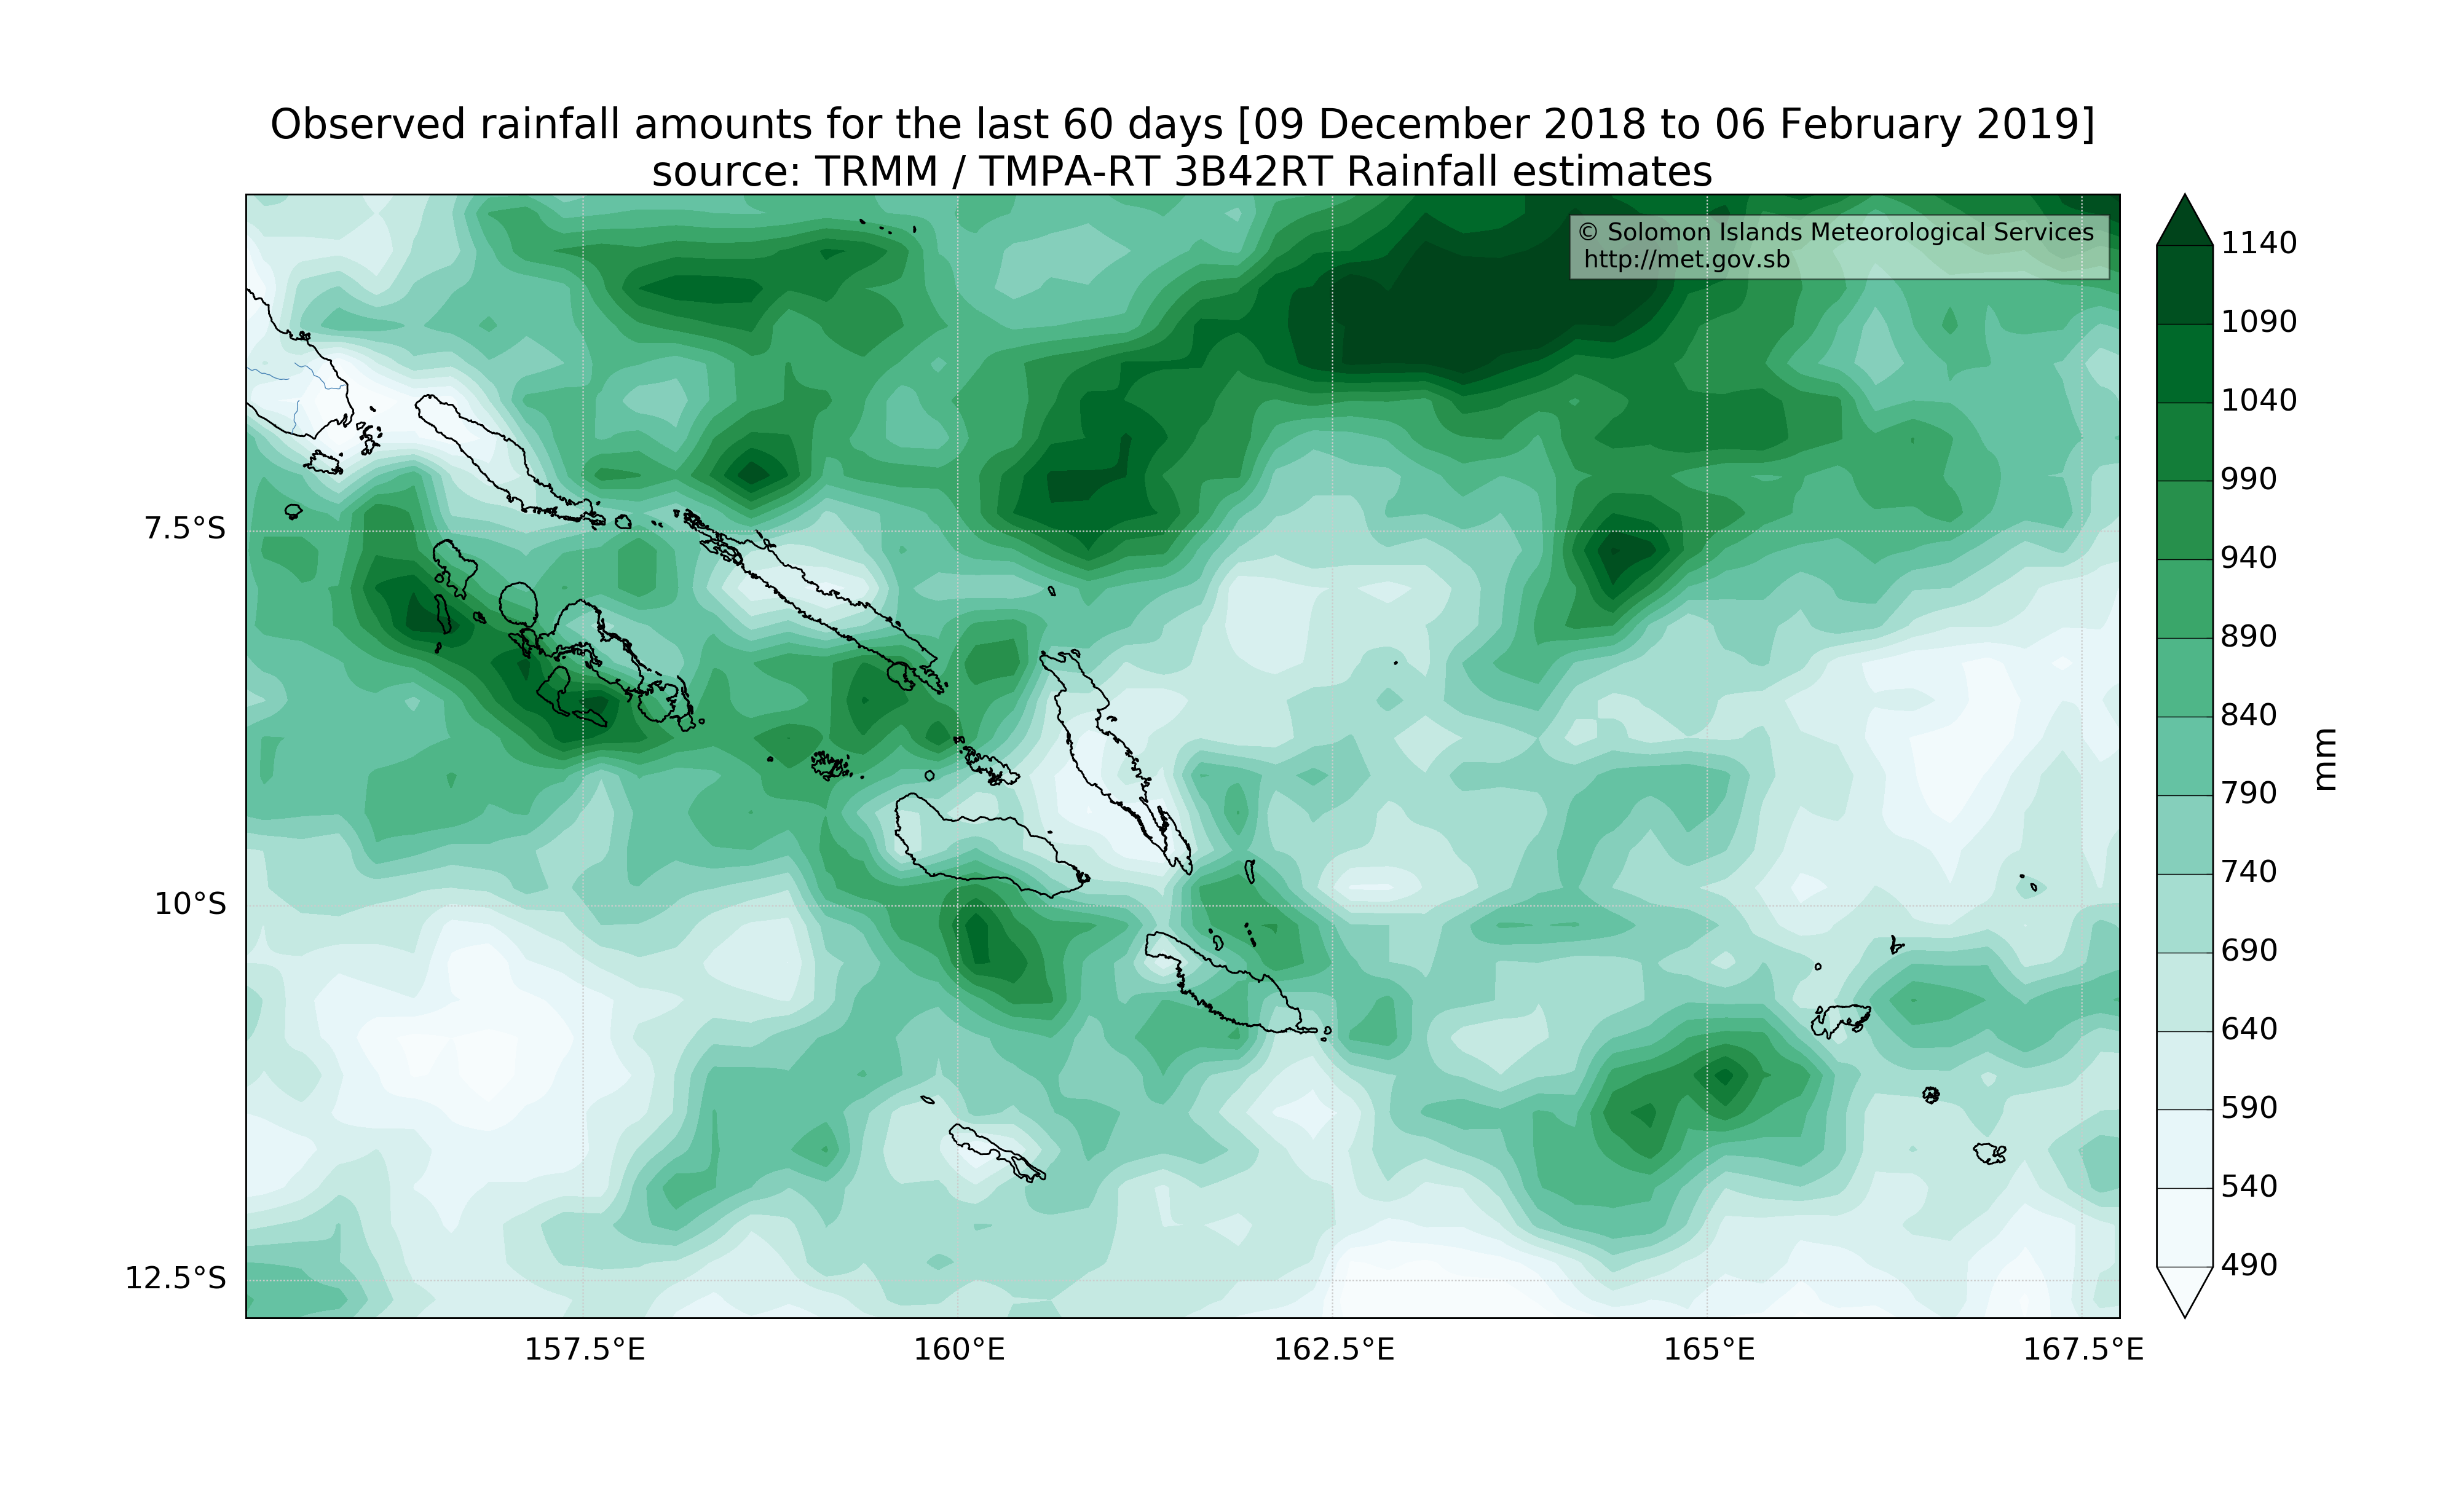 Observed rainfall amounts for the last 60 days [09 December 2018 to 06 February 2019]
source: TRMM / TMPA-RT 3B42RT Rainfall estimates
© Solomon Islands Meteorological Services
http://met.gov.sb
7.5°S
10°S
12.5°S
157.5°E
160°E
162.5°E
165°E
167.5°E
1140
1090
1040
990
940
890
840
790
740
690
640
590
540
490
mm